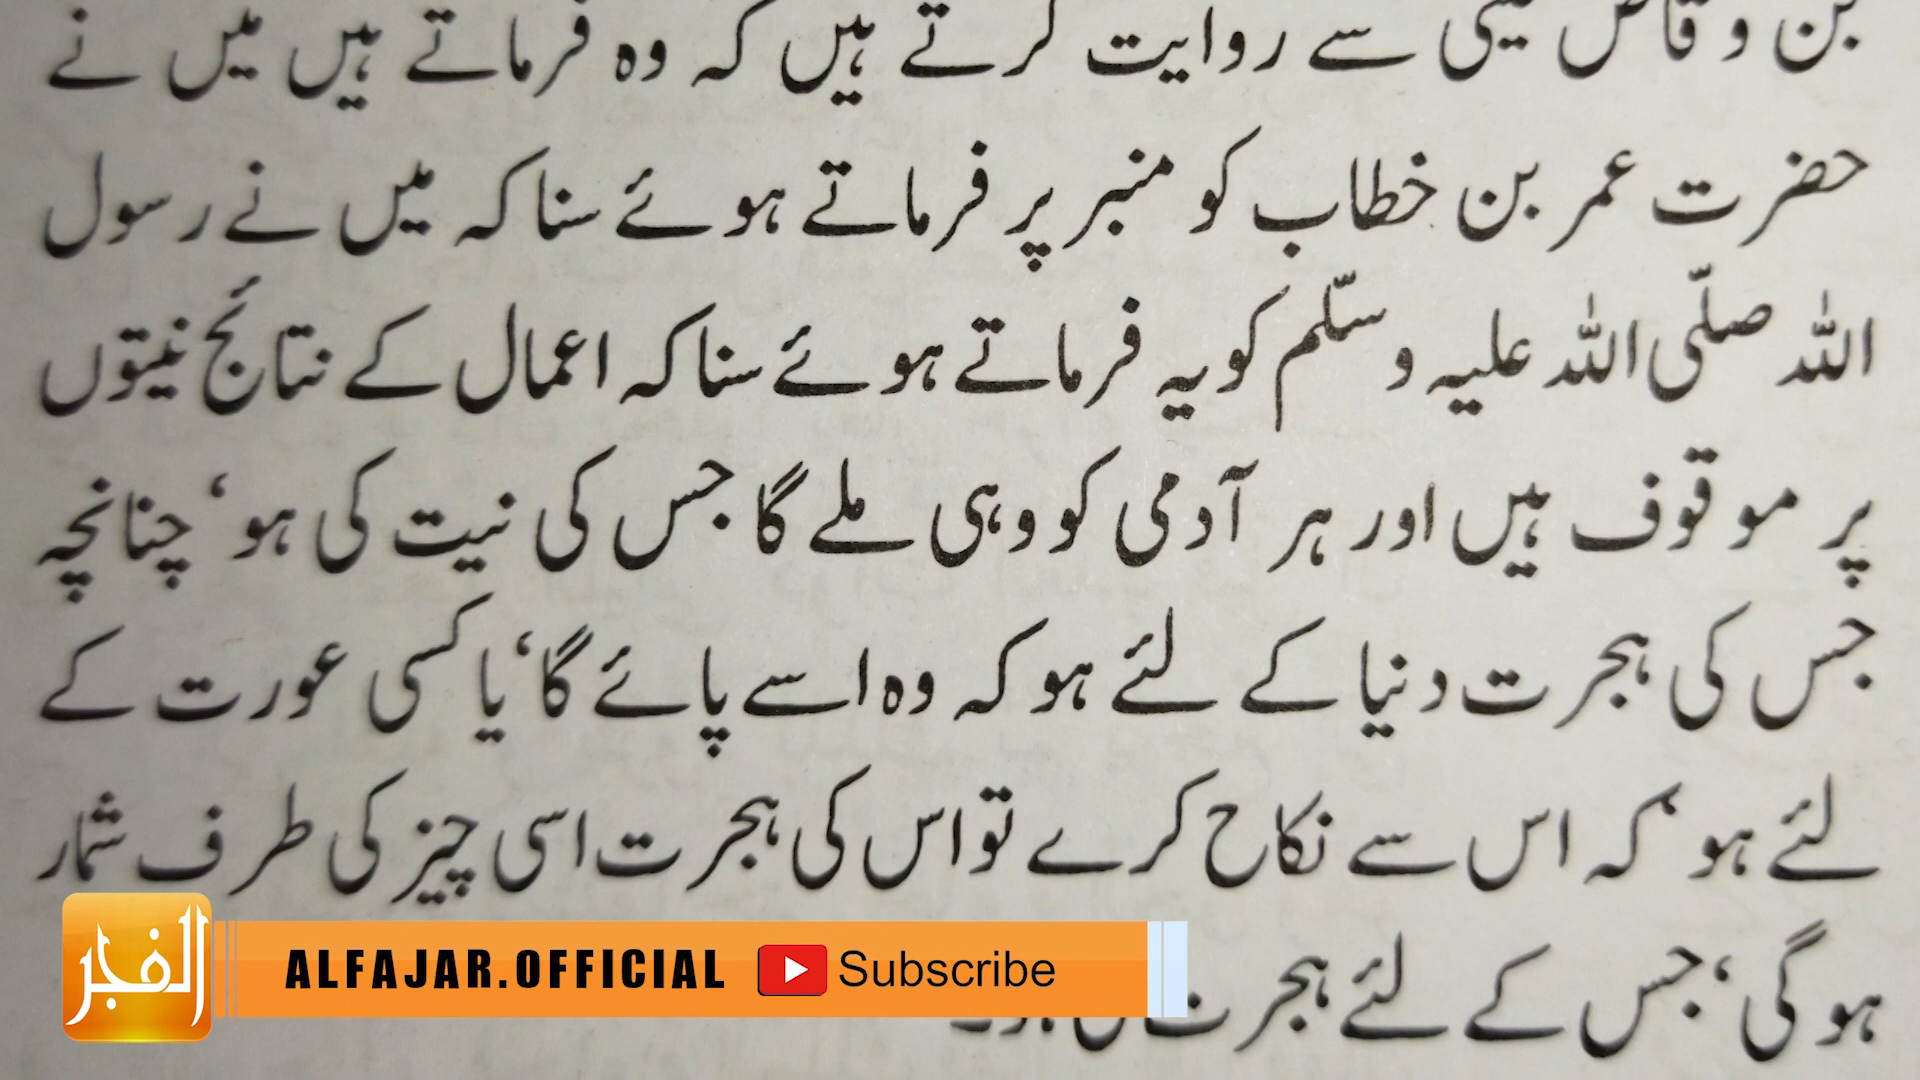 بن وقاص لیثی سے روایت کرتے ہیں کہ وہ فرماتے ہیں میں نے
حضرت عمر بن خطاب کو منبر پر فرماتے ہوئے سنا کہ میں نے رسول
اللہ صلّی اللہ علیہ وسلّم کو یہ فرماتے ہوئے سنا کہ اعمال کے نتائج نیتوں
پر موقوف ہیں اور ہر آدمی کو وہی ملے گا جس کی نیت کی ہو ‘ چنانچہ
جس کی ہجرت دنیا کے لئے ہو کہ وہ اسے پائے گا ‘ یا کسی عورت کے
لئے ہو ‘ کہ اس سے نکاح کرے تو اس کی ہجرت اسی چیز کی طرف شمار
ہوگی ‘ جس کے لئے ہجرت
الفجر
ALFAJAR.OFFICIAL Subscribe